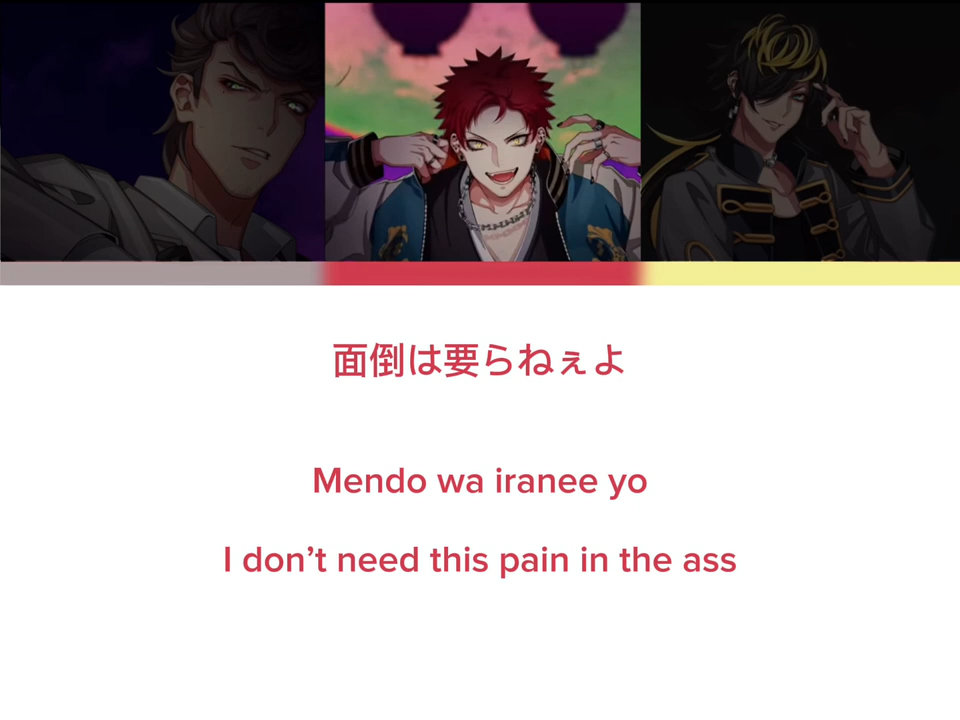 面倒は要らねぇよ
Mendo wa iranee yo
I don’t need this pain in the ass